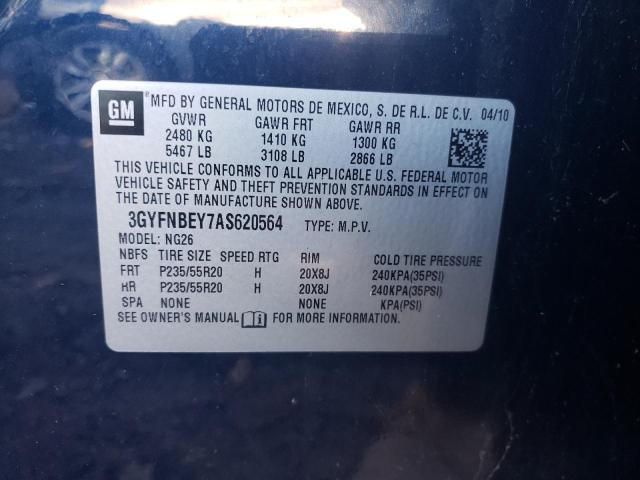 GM MFD BY GENERAL MOTORS DE MEXICO, S. DE R.L. DE C.V. 04/10
GVWR GAWR FRT GAWR RR
2480 KG 1410 KG 1300 KG
5467 LB 3108 LB 2866 LB
THIS VEHICLE CONFORMS TO ALL APPLICABLE U.S. FEDERAL MOTOR
VEHICLE SAFETY AND THEFT PREVENTION STANDARDS IN EFFECT ON
THE DATE OF MANUFACTURE SHOWN ABOVE.
3GYFNBEY7AS620564 TYPE: M.P.V.
MODEL: NG26
NBFS TIRE SIZE SPEED RTG RIM COLD TIRE PRESSURE
FRT P235/55R20 H 20X8J 240KPA(35PSI)
HR P235/55R20 H 20X8J 240KPA(35PSI)
SPA NONE NONE KPA(PSI)
SEE OWNER'S MANUAL FOR MORE INFORMATION.